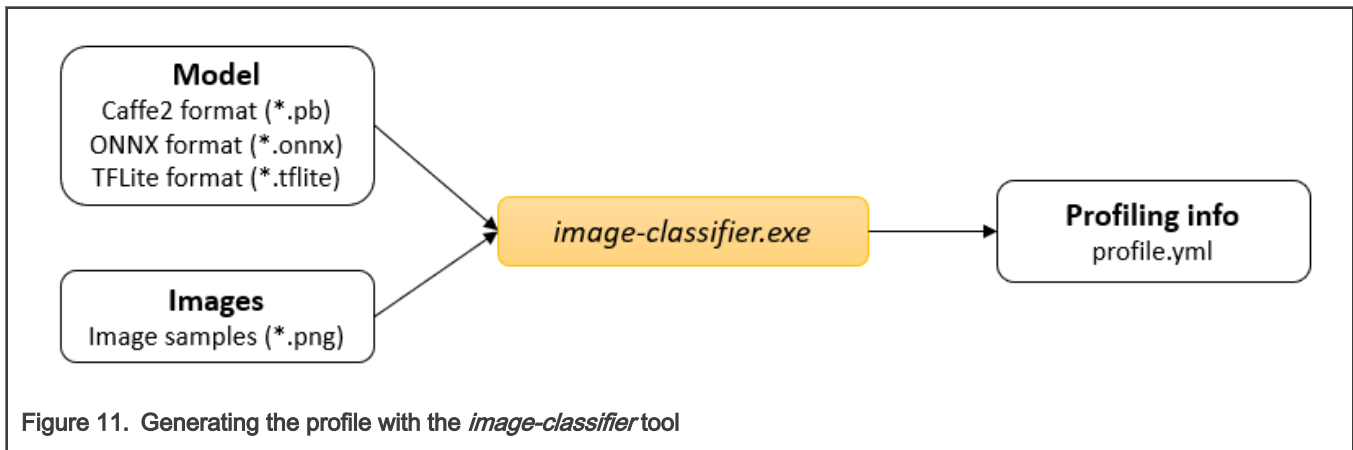 Model
Caffe2 format (*.pb)
ONNX format (*.onnx)
TFLite format (*.tflite)
Images
Image samples (*.png)
image-classifier.exe
Profiling info
profile.yml
Figure 11. Generating the profile with the image-classifier tool